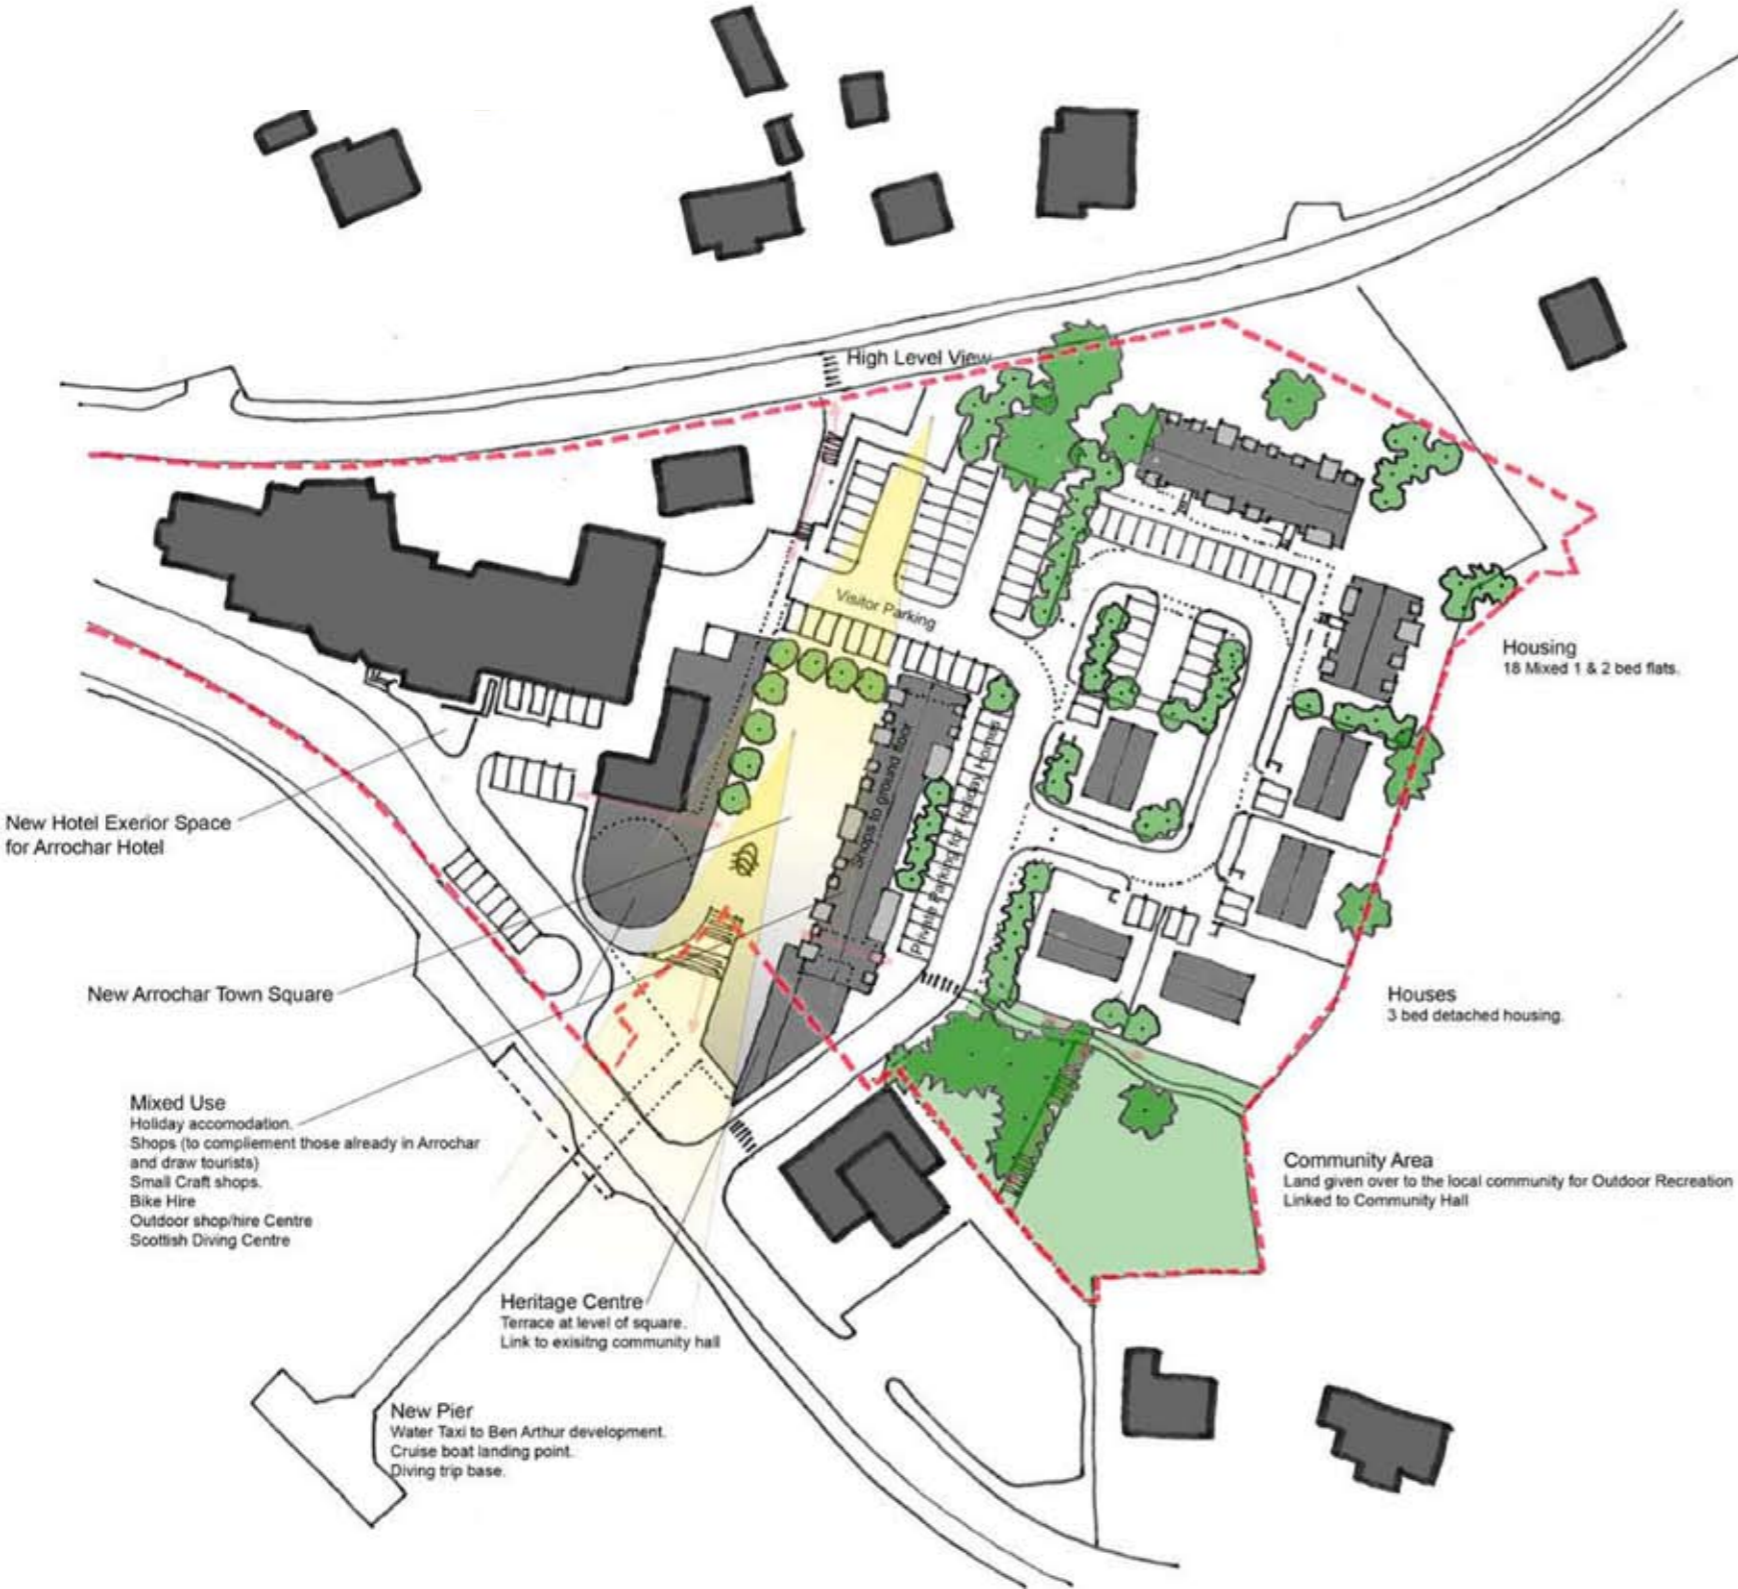 High Level View
Visitor Parking
Shops to ground floor
Private Parking for Holiday Homes
Housing
18 Mixed 1 & 2 bed flats.
New Hotel Exerior Space
for Arrochar Hotel
New Arrochar Town Square
Houses
3 bed detached housing.
Mixed Use
Holiday accomodation.
Shops (to compliement those already in Arrochar
and draw tourists)
Small Craft shops.
Bike Hire
Outdoor shop/hire Centre
Scottish Diving Centre
Community Area
Land given over to the local community for Outdoor Recreation
Linked to Community Hall
Heritage Centre
Terrace at level of square.
Link to exisitng community hall
New Pier
Water Taxi to Ben Arthur development.
Cruise boat landing point.
Diving trip base.